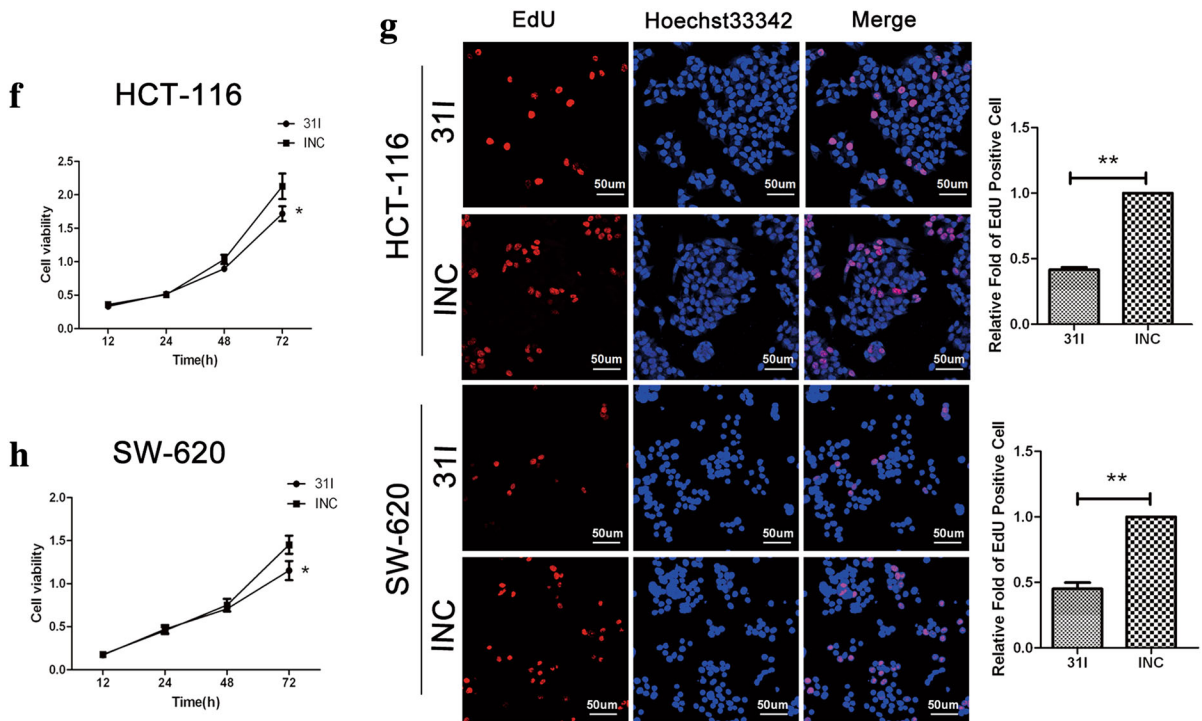 f
HCT-116
31I
INC
2.5
2.0
1.5
1.0
0.5
0.0
Cell viability
12 24 48 72
Time(h)
*
h
SW-620
31I
INC
2.0
1.5
1.0
0.5
0.0
Cell viability
12 24 48 72
Time(h)
*
g
EdU Hoechst33342 Merge
HCT-116
31I
50um 50um 50um
INC
50um 50um 50um
SW-620
31I
50um 50um 50um
INC
50um 50um 50um
Relative Fold of EdU Positive Cell
1.5
1.0
0.5
0.0
**
31I INC
Relative Fold of EdU Positive Cell
1.5
1.0
0.5
0.0
**
31I INC